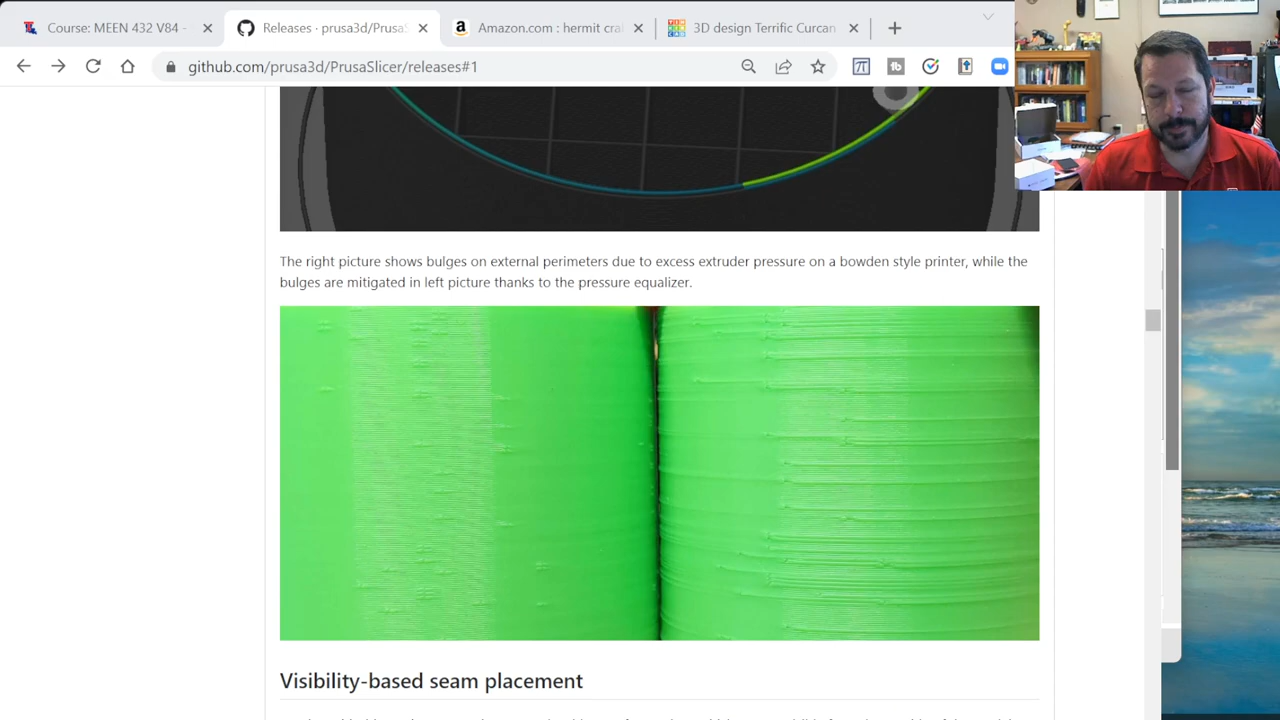 Course: MEEN 432 V84 -
Releases · prusa3d/Prusa
Amazon.com : hermit cra
3D design Terrific Curcan
github.com/prusa3d/PrusaSlicer/releases#1
The right picture shows bulges on external perimeters due to excess extruder pressure on a bowden style printer, while the
bulges are mitigated in left picture thanks to the pressure equalizer.
Visibility-based seam placement